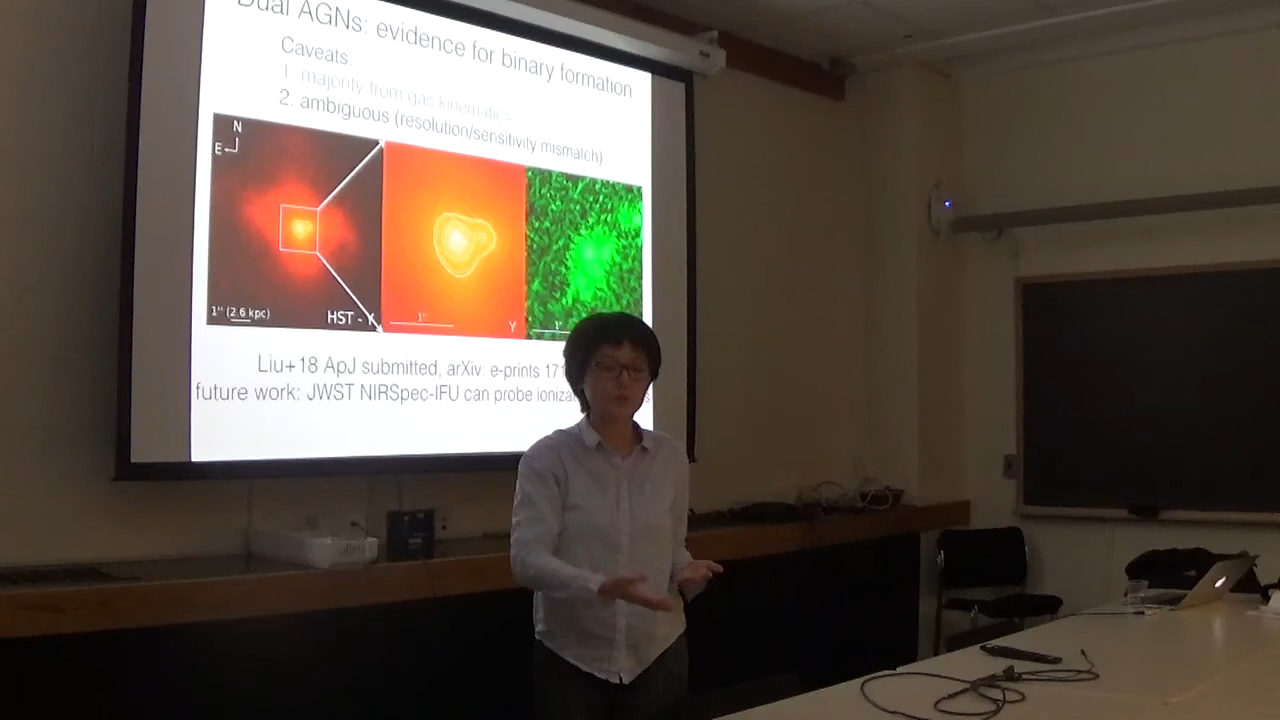 Dual AGNs: evidence for binary formation
Caveats:
1. majority from gas kinematics
2. ambiguous (resolution/sensitivity mismatch)
N
E
1" (2.6 kpc)
HST - Y
1"
Y
1"
Liu+18 ApJ submitted, arXiv: e-prints 171
future work: JWST NIRSpec-IFU can probe